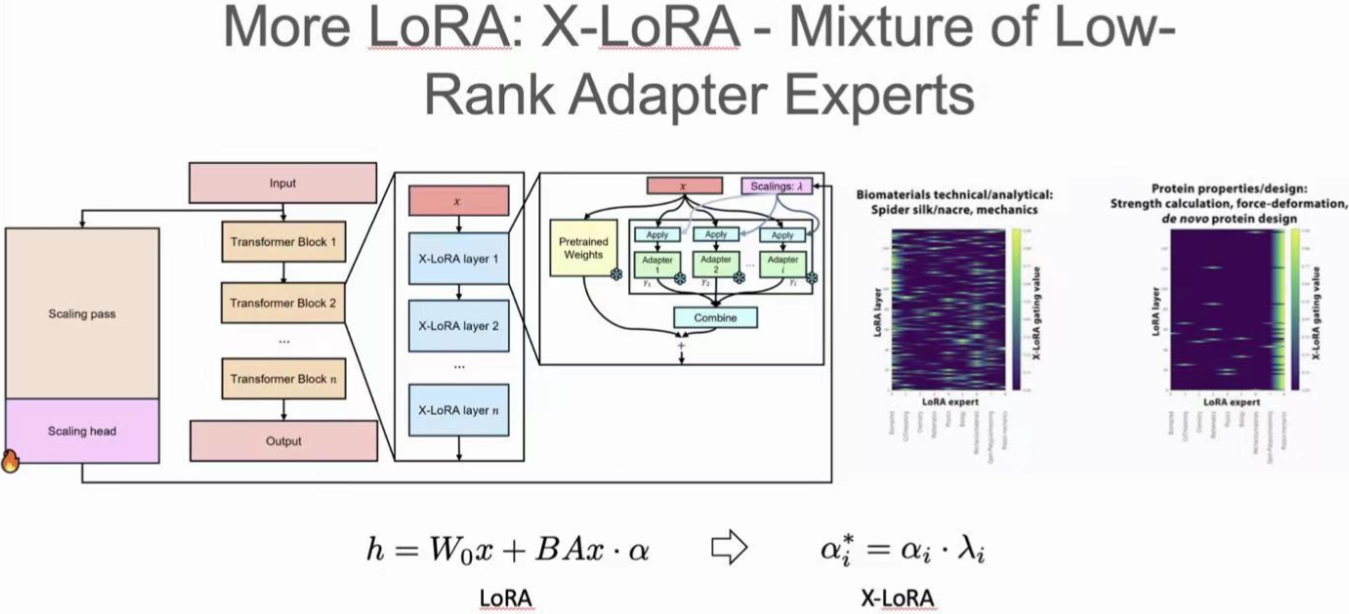 More LoRA: X-LoRA - Mixture of Low-
Rank Adapter Experts
Input
Scaling pass
Scaling head
Transformer Block 1
Transformer Block 2
...
Transformer Block n
Output
x
X-LoRA layer 1
X-LoRA layer 2
...
X-LoRA layer n
x
Scalings: λ
Pretrained
Weights
Apply
Apply
Apply
Adapter
1
Adapter
2
...
Adapter
i
Combine
+
Biomaterials technical/analytical:
Spider silk/nacre, mechanics
LoRA layer
X-LoRA gating value
LoRA expert
Protein properties/design:
Strength calculation, force-deformation,
de novo protein design
LoRA layer
X-LoRA gating value
LoRA expert
h = W₀x + BAx · α
αᵢ* = αᵢ · λᵢ
LoRA
X-LoRA